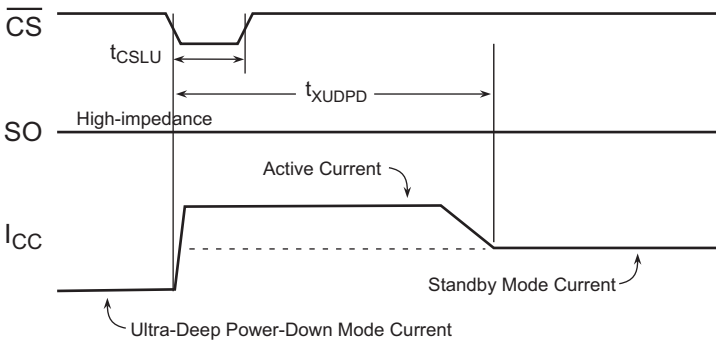 CS
tCSLU
tXUDPD
High-impedance
SO
Active Current
ICC
Standby Mode Current
Ultra-Deep Power-Down Mode Current